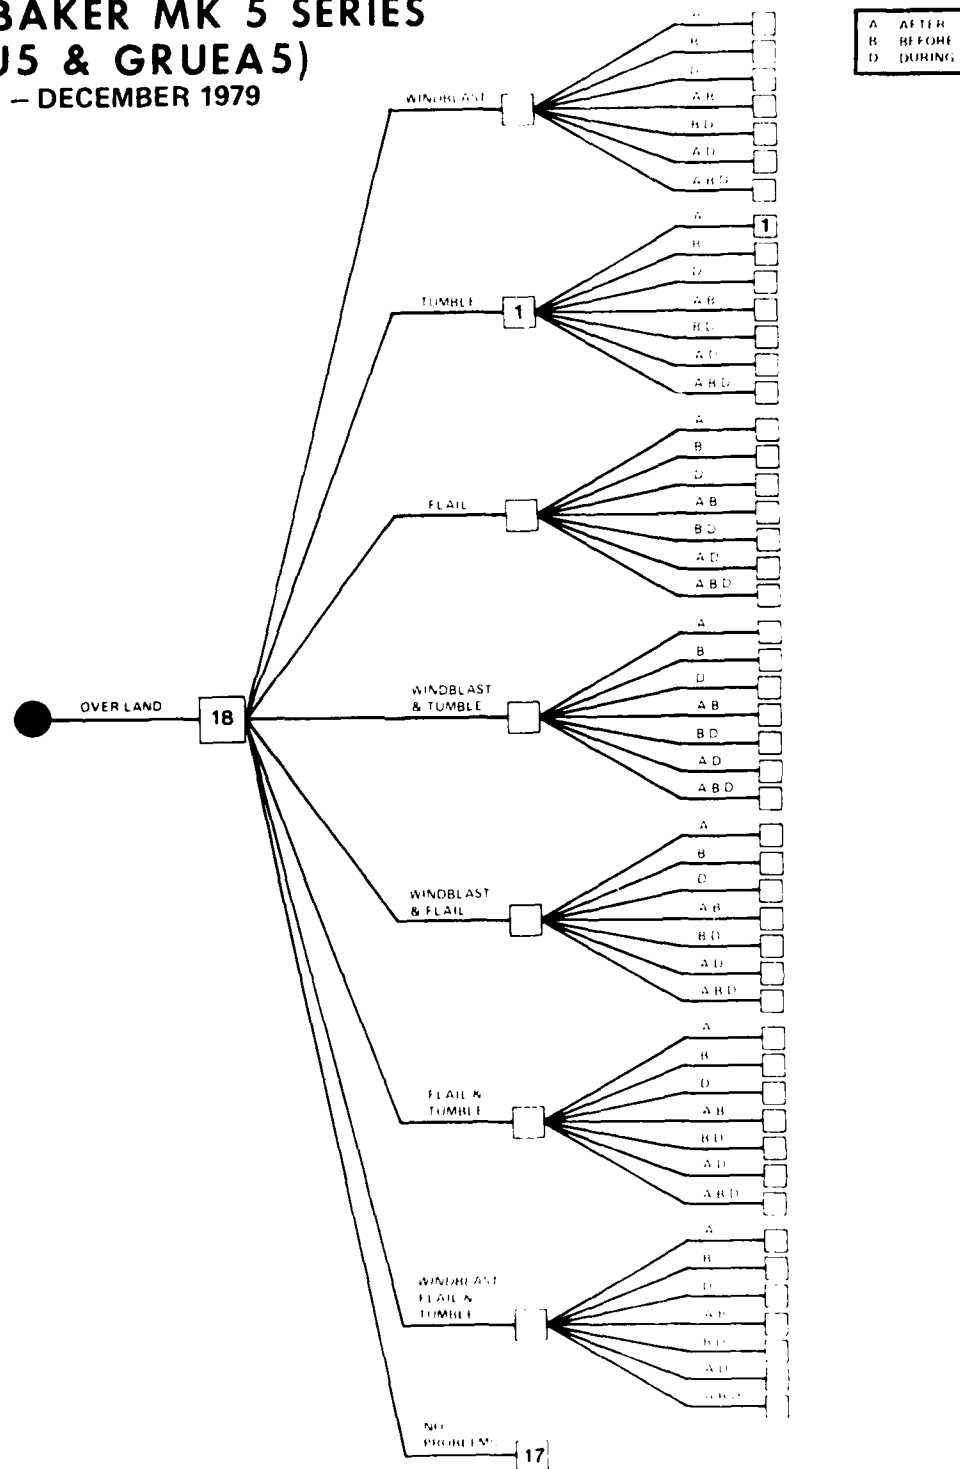 BAKER MK 5 SERIES
U5 & GRUEA5)
– DECEMBER 1979
A AFTER
B BEFORE
D DURING
OVER LAND
18
WINDBLAST
A
B
D
A B
B D
A D
A B D
TUMBLE
1
A
1
B
D
A B
B D
A D
A B D
FLAIL
A
B
D
A B
B D
A D
A B D
WINDBLAST
& TUMBLE
A
B
D
A B
B D
A D
A B D
WINDBLAST
& FLAIL
A
B
D
A B
B D
A D
A B D
FLAIL &
TUMBLE
A
B
D
A B
B D
A D
A B D
WINDBLAST
FLAIL &
TUMBLE
A
B
D
A B
B D
A D
A B D
NO
PROBLEMS
17